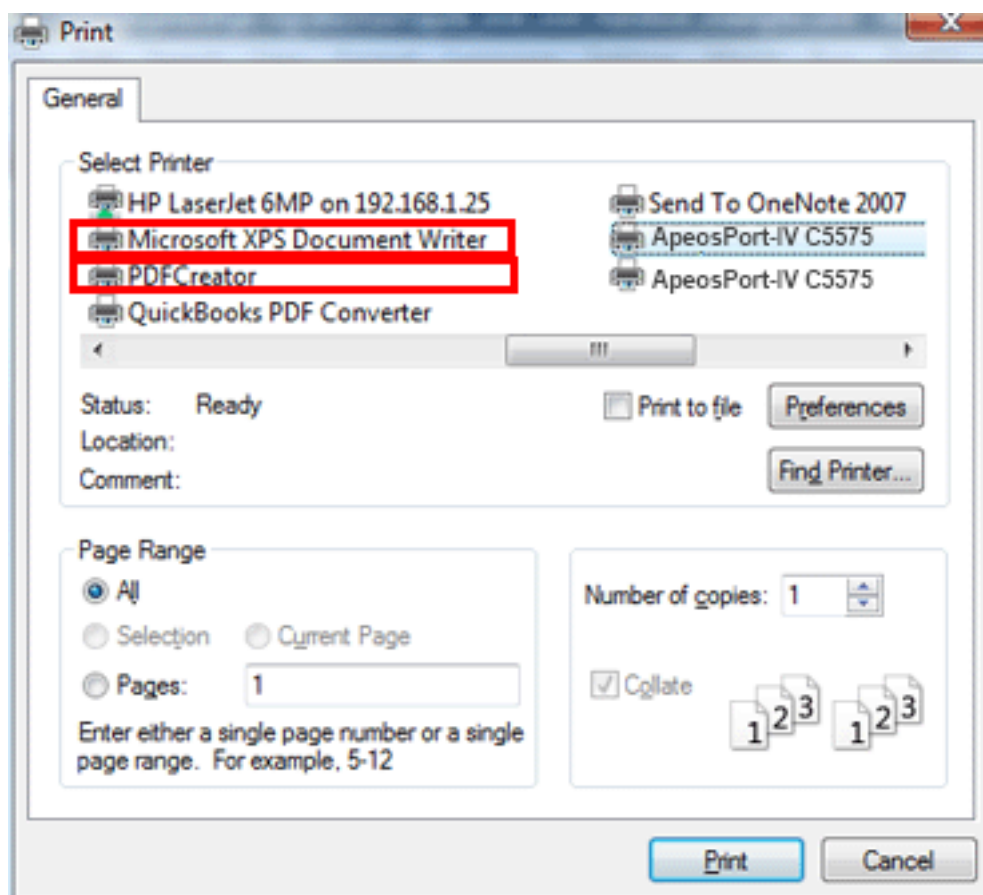 Print
General
Select Printer
HP LaserJet 6MP on 192.168.1.25
Send To OneNote 2007
Microsoft XPS Document Writer
ApeosPort-IV C5575
PDFCreator
ApeosPort-IV C5575
QuickBooks PDF Converter
Status: Ready
Print to file
Preferences
Location:
Comment:
Find Printer...
Page Range
All
Selection
Current Page
Pages: 1
Enter either a single page number or a single
page range. For example, 5-12
Number of copies: 1
Collate
1 2 3 1 2 3
Print
Cancel